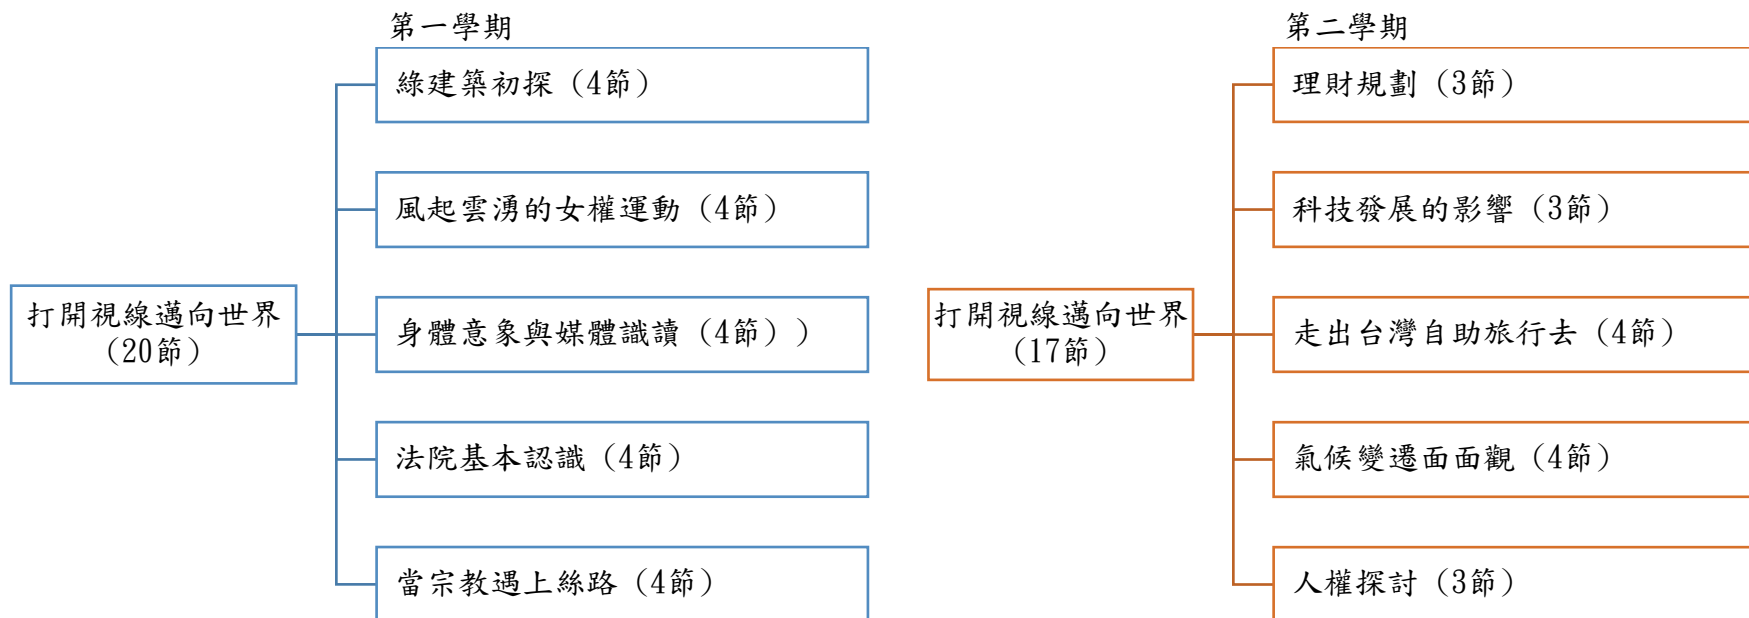 第一學期
打開視線邁向世界
(20節)
綠建築初探 (4節)
風起雲湧的女權運動 (4節)
身體意象與媒體識讀 (4節) )
法院基本認識 (4節)
當宗教遇上絲路 (4節)
第二學期
打開視線邁向世界
(17節)
理財規劃 (3節)
科技發展的影響 (3節)
走出台灣自助旅行去 (4節)
氣候變遷面面觀 (4節)
人權探討 (3節)